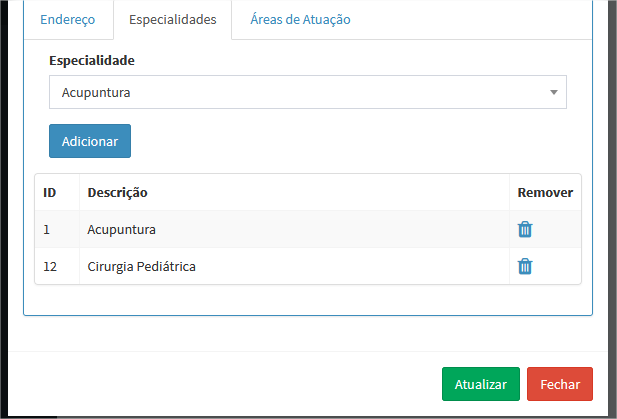 Endereço Especialidades Áreas de Atuação
Especialidade
Acupuntura
Adicionar
ID Descrição Remover
1 Acupuntura
12 Cirurgia Pediátrica
Atualizar Fechar